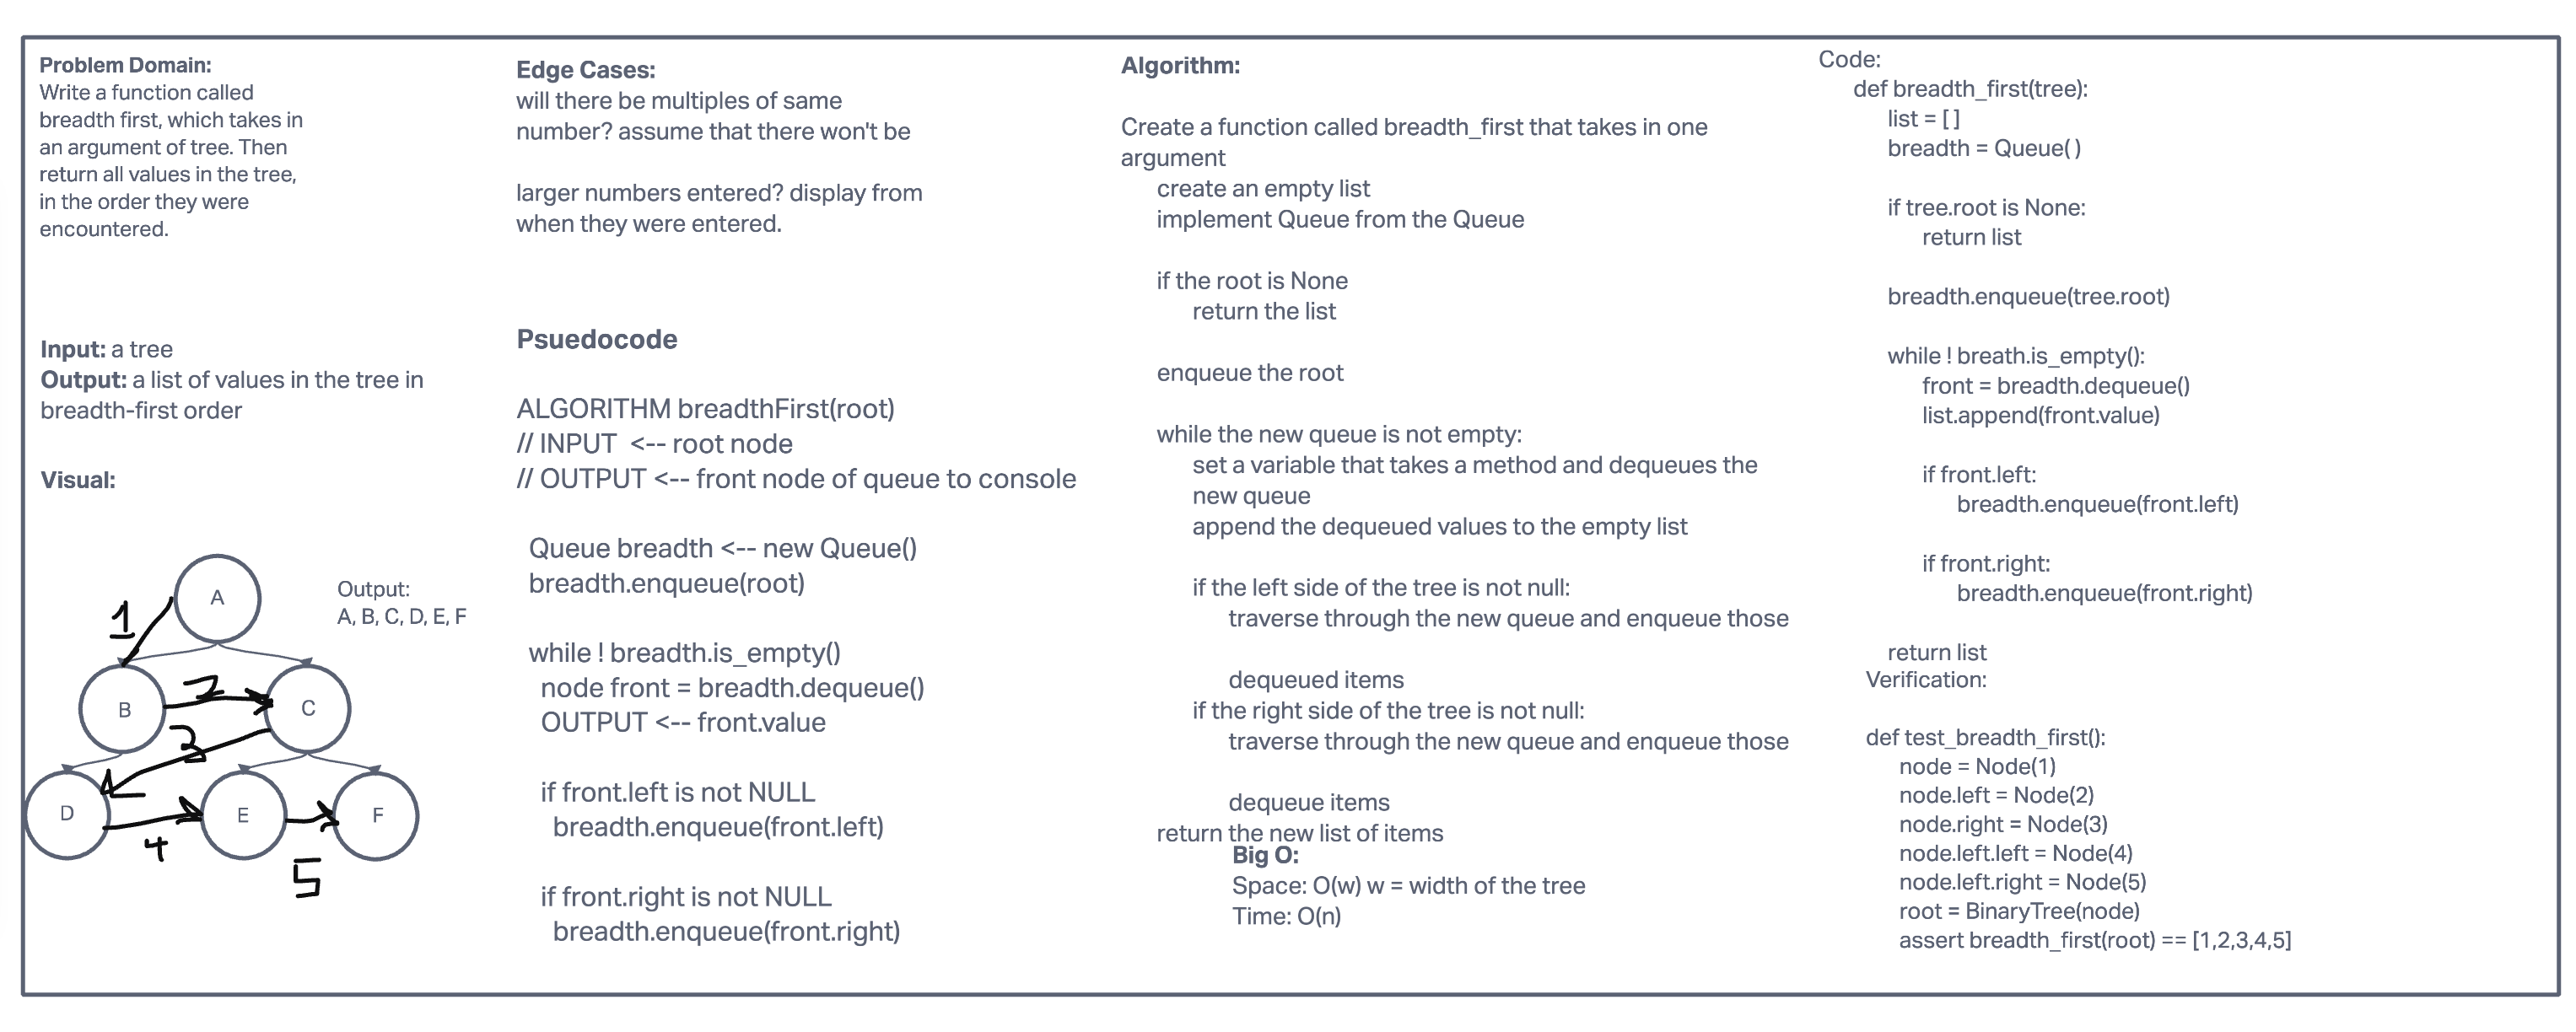 Problem Domain:
Write a function called
breadth first, which takes in
an argument of tree. Then
return all values in the tree,
in the order they were
encountered.
Input: a tree
Output: a list of values in the tree in
breadth-first order
Visual:
A
Output:
A, B, C, D, E, F
1
B
2
C
3
D
E
F
4
5
Edge Cases:
will there be multiples of same
number? assume that there won't be
larger numbers entered? display from
when they were entered.
Psuedocode
ALGORITHM breadthFirst(root)
// INPUT <-- root node
// OUTPUT <-- front node of queue to console
Queue breadth <-- new Queue()
breadth.enqueue(root)
while ! breadth.is_empty()
node front = breadth.dequeue()
OUTPUT <-- front.value
if front.left is not NULL
breadth.enqueue(front.left)
if front.right is not NULL
breadth.enqueue(front.right)
Algorithm:
Create a function called breadth_first that takes in one
argument
create an empty list
implement Queue from the Queue
if the root is None
return the list
enqueue the root
while the new queue is not empty:
set a variable that takes a method and dequeues the
new queue
append the dequeued values to the empty list
if the left side of the tree is not null:
traverse through the new queue and enqueue those
dequeued items
if the right side of the tree is not null:
traverse through the new queue and enqueue those
dequeue items
return the new list of items
Big O:
Space: O(w) w = width of the tree
Time: O(n)
Code:
def breadth_first(tree):
list = [ ]
breadth = Queue( )
if tree.root is None:
return list
breadth.enqueue(tree.root)
while ! breath.is_empty():
front = breadth.dequeue()
list.append(front.value)
if front.left:
breadth.enqueue(front.left)
if front.right:
breadth.enqueue(front.right)
return list
Verification:
def test_breadth_first():
node = Node(1)
node.left = Node(2)
node.right = Node(3)
node.left.left = Node(4)
node.left.right = Node(5)
root = BinaryTree(node)
assert breadth_first(root) == [1,2,3,4,5]